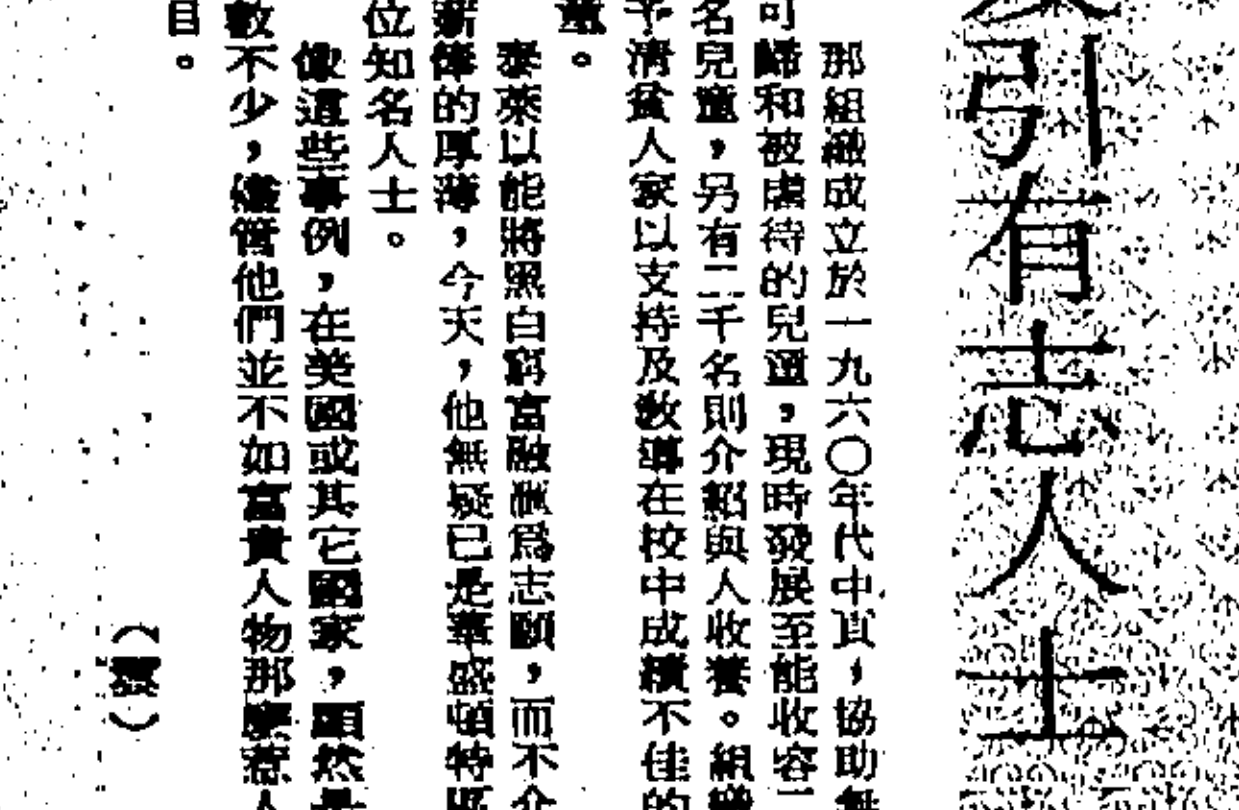 引有志人士
那組織成立於一九六〇年代中頁，協助無
可歸和被虐待的兒童，現時發展至能收容
名兒童，另有二千名則介紹與人收養。組織
予清貧人家以支持及教導在校中成績不佳的
童。
泰萊以能將黑白窮富融滙爲志願，而不介
薪俸的厚薄，今天，他無疑已是華盛頓特區
位知名人士。
像這些事例，在美國或其它國家，顯然是
數不少，儘管他們並不如富貴人物那麼惹人
目。